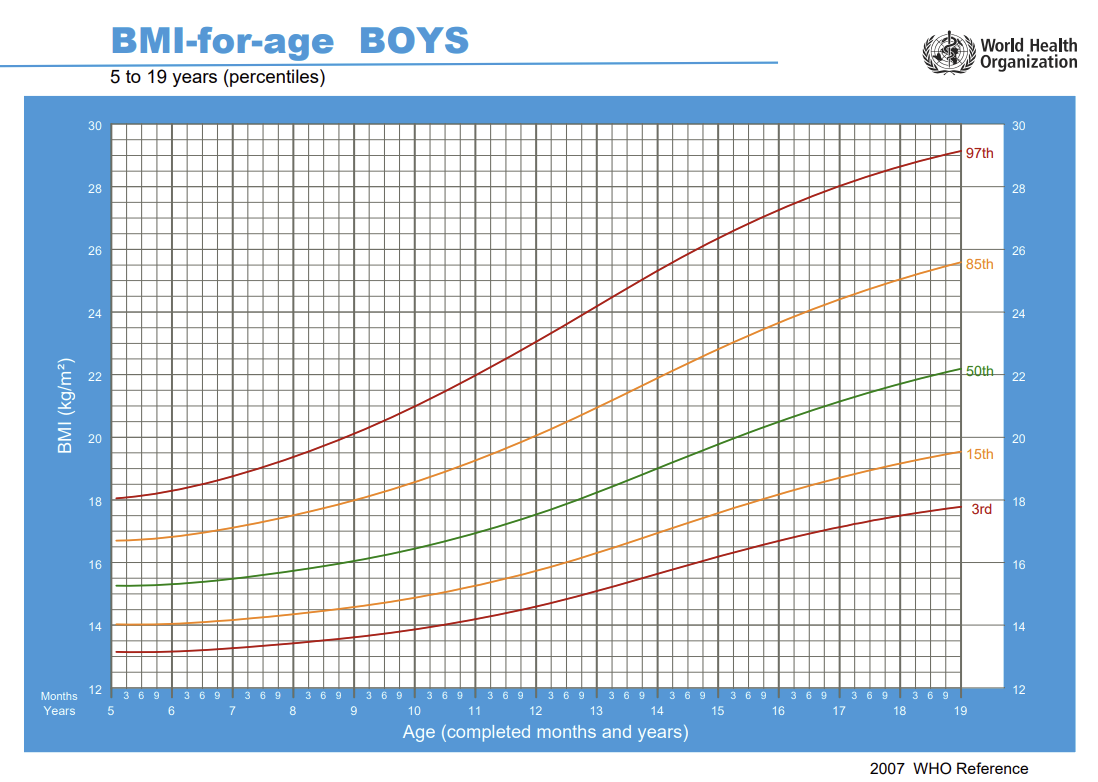 BMI-for-age BOYS
5 to 19 years (percentiles)
World Health
Organization
30 30
97th
28 28
26 26
85th
24 24
22 22
50th
BMI (kg/m²)
20 20
15th
18 18
3rd
16 16
14 14
12 12
Months 3 6 9 3 6 9 3 6 9 3 6 9 3 6 9 3 6 9 3 6 9 3 6 9 3 6 9 3 6 9 3 6 9 3 6 9 3 6 9 3 6 9
Years 5 6 7 8 9 10 11 12 13 14 15 16 17 18 19
Age (completed months and years)
2007 WHO Reference